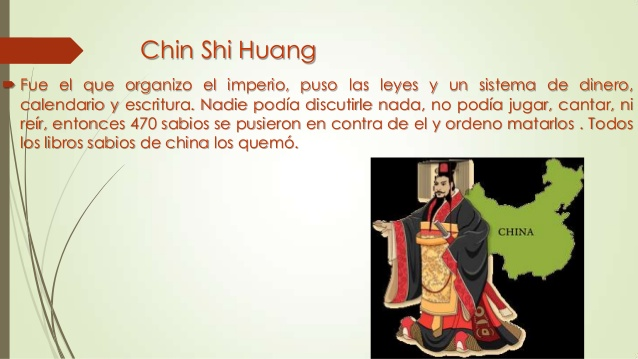 Chin Shi Huang
Fue el que organizo el imperio, puso las leyes y un sistema de dinero,
calendario y escritura. Nadie podía discutirle nada, no podía jugar, cantar, ni
reír, entonces 470 sabios se pusieron en contra de el y ordeno matarlos . Todos
los libros sabios de china los quemó.
CHINA